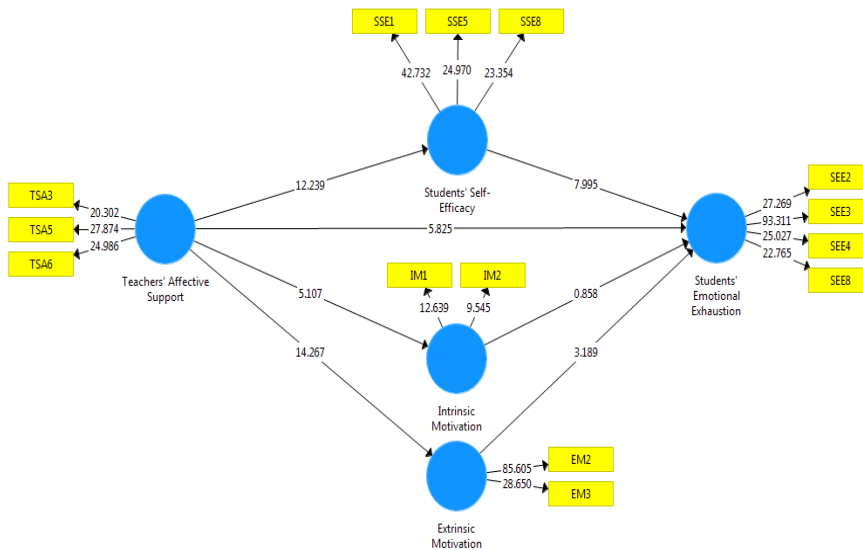 SSE1 SSE5 SSE8
42.732 24.970 23.354
Students' Self-
Efficacy
12.239
7.995
TSA3
TSA5
TSA6
20.302
27.874
24.986
Teachers' Affective
Support
5.825
SEE2
SEE3
SEE4
SEE8
27.269
93.311
25.027
22.765
Students'
Emotional
Exhaustion
5.107
IM1 IM2
12.639 9.545
0.858
Intrinsic
Motivation
14.267
3.189
EM2
EM3
85.605
28.650
Extrinsic
Motivation